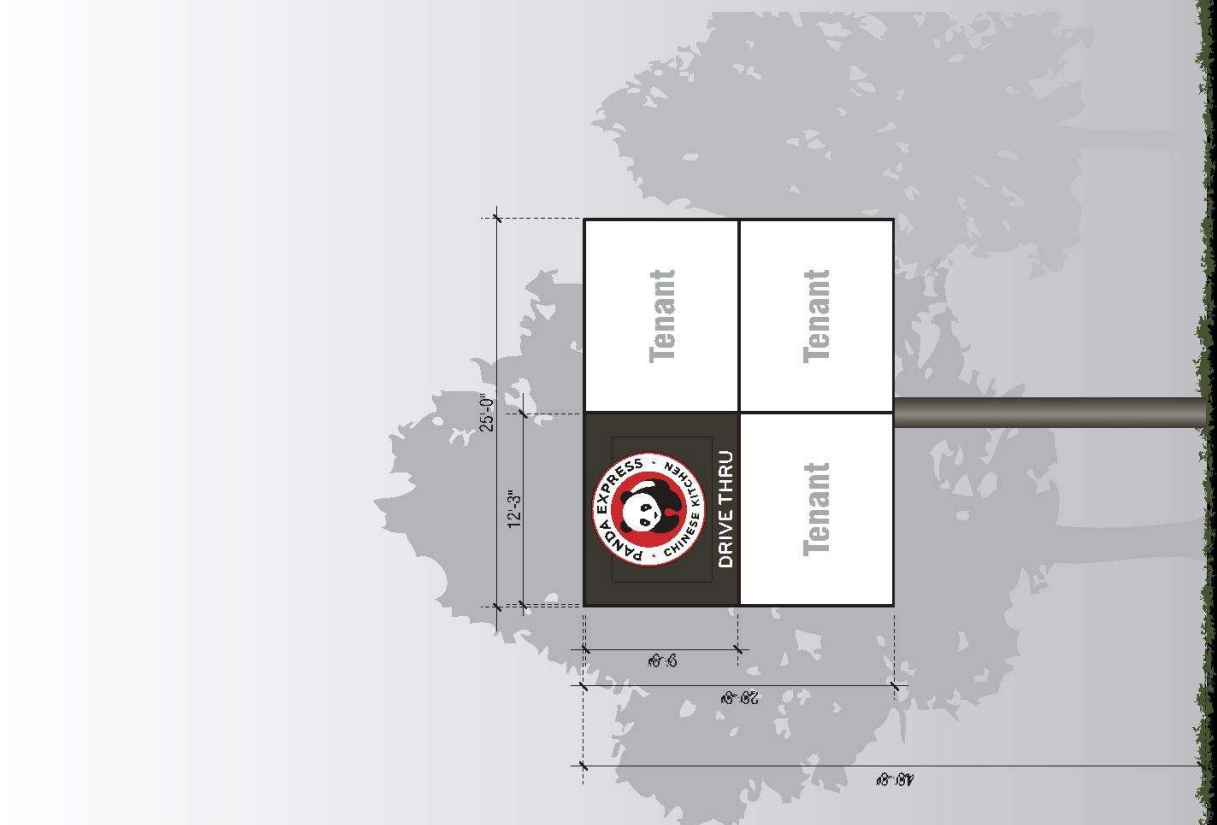 25'-0"
12'-3"
PANDA EXPRESS
CHINESE KITCHEN
DRIVE THRU
Tenant
Tenant
Tenant